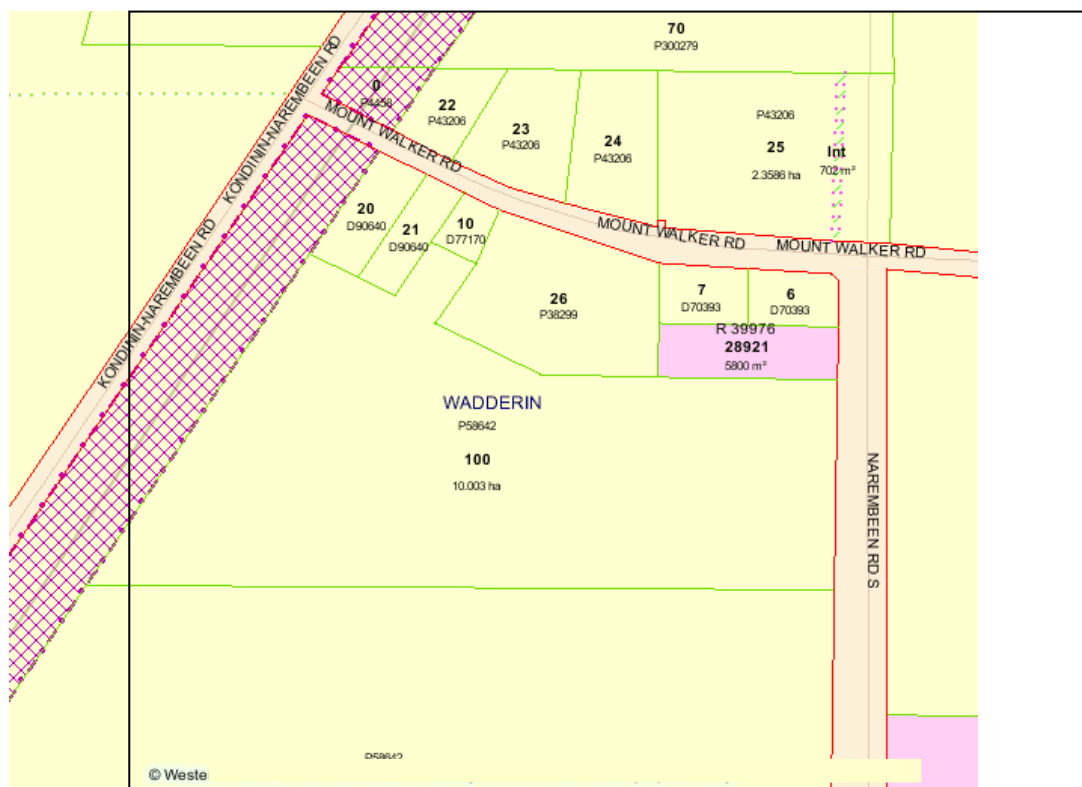 70
P300279
KONDININ-NAREMBEEN RD
0
P4458
22
P43206
23
P43206
24
P43206
P43206
25
2.3586 ha
Int
702 m²
MOUNT WALKER RD
MOUNT WALKER RD
MOUNT WALKER RD
20
D90640
21
D90640
10
D77170
KONDININ-NAREMBEEN RD
26
P38299
7
D70393
6
D70393
R 39976
28921
5800 m²
WADDERIN
P58642
100
10.003 ha
NAREMBEEN RD S
P58642
© Weste